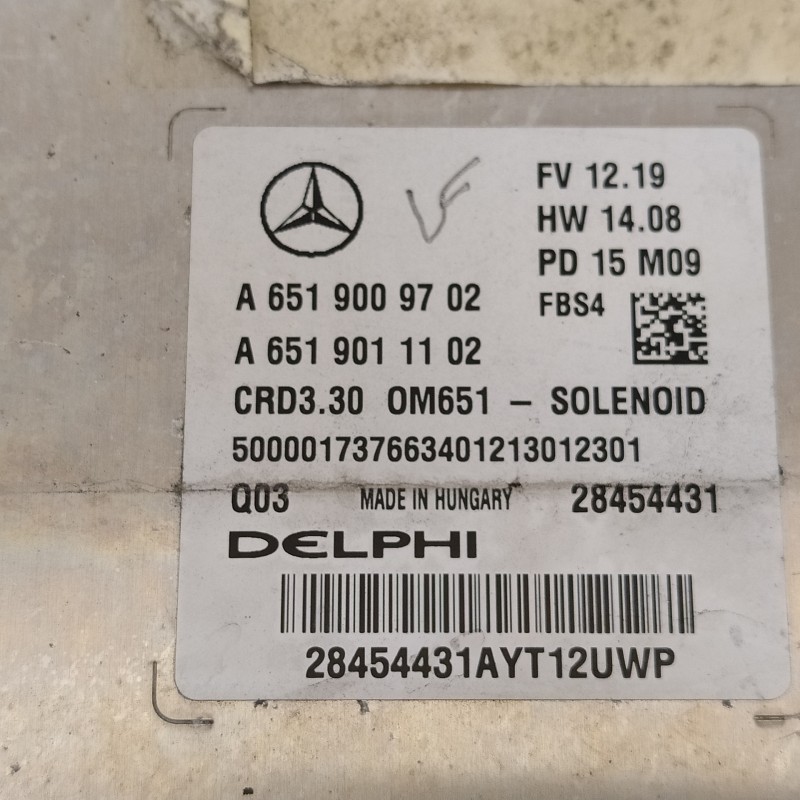 FV 12.19
HW 14.08
PD 15 M09
A 651 900 97 02
FBS4
A 651 901 11 02
CRD3.30 OM651 – SOLENOID
500001737663401213012301
Q03 MADE IN HUNGARY 28454431
DELPHI
28454431AYT12UWP